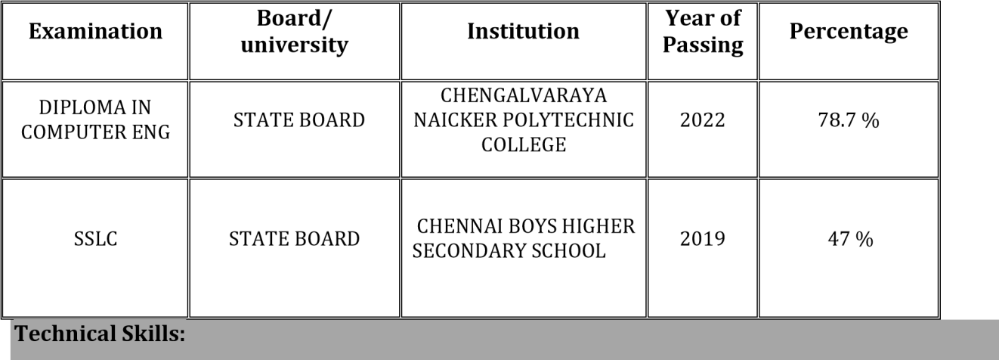 Examination
Board/
university
Institution
Year of
Passing
Percentage
DIPLOMA IN
COMPUTER ENG
STATE BOARD
CHENGALVARAYA
NAICKER POLYTECHNIC
COLLEGE
2022
78.7 %
SSLC
STATE BOARD
CHENNAI BOYS HIGHER
SECONDARY SCHOOL
2019
47 %
Technical Skills: